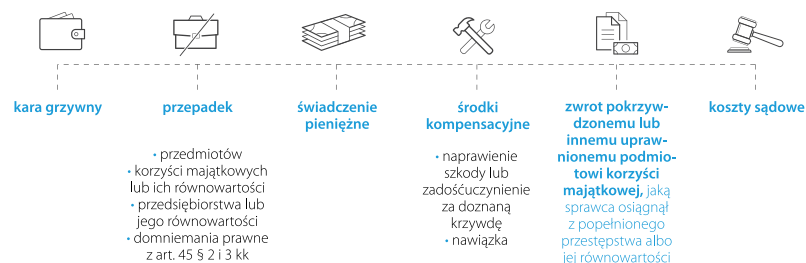 kara grzywny
przepadek
• przedmiotów
• korzyści majątkowych
lub ich równowartości
• przedsiębiorstwa lub
jego równowartości
• domniemania prawne
z art. 45 § 2 i 3 kk
świadczenie
pieniężne
środki
kompensacyjne
• naprawienie
szkody lub
zadośćuczynienie
za doznaną
krzywdę
• nawiązka
zwrot pokrzyw-
dzonemu lub
innemu upraw-
nionemu podmio-
towi korzyści
majątkowej, jaką
sprawca osiągnął
z popełnionego
przestępstwa albo
jej równowartości
koszty sądowe